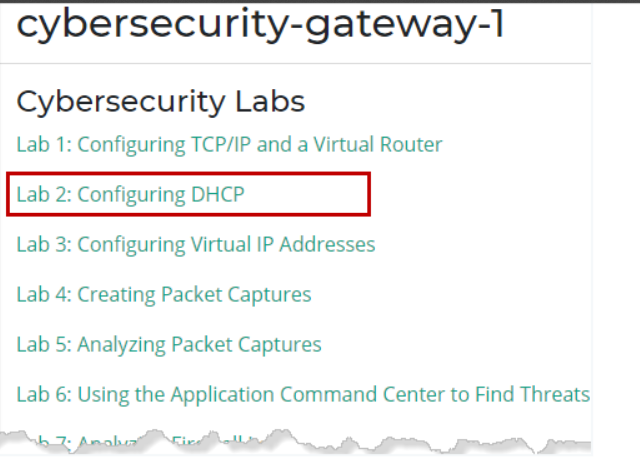 cybersecurity-gateway-1
Cybersecurity Labs
Lab 1: Configuring TCP/IP and a Virtual Router
Lab 2: Configuring DHCP
Lab 3: Configuring Virtual IP Addresses
Lab 4: Creating Packet Captures
Lab 5: Analyzing Packet Captures
Lab 6: Using the Application Command Center to Find Threats